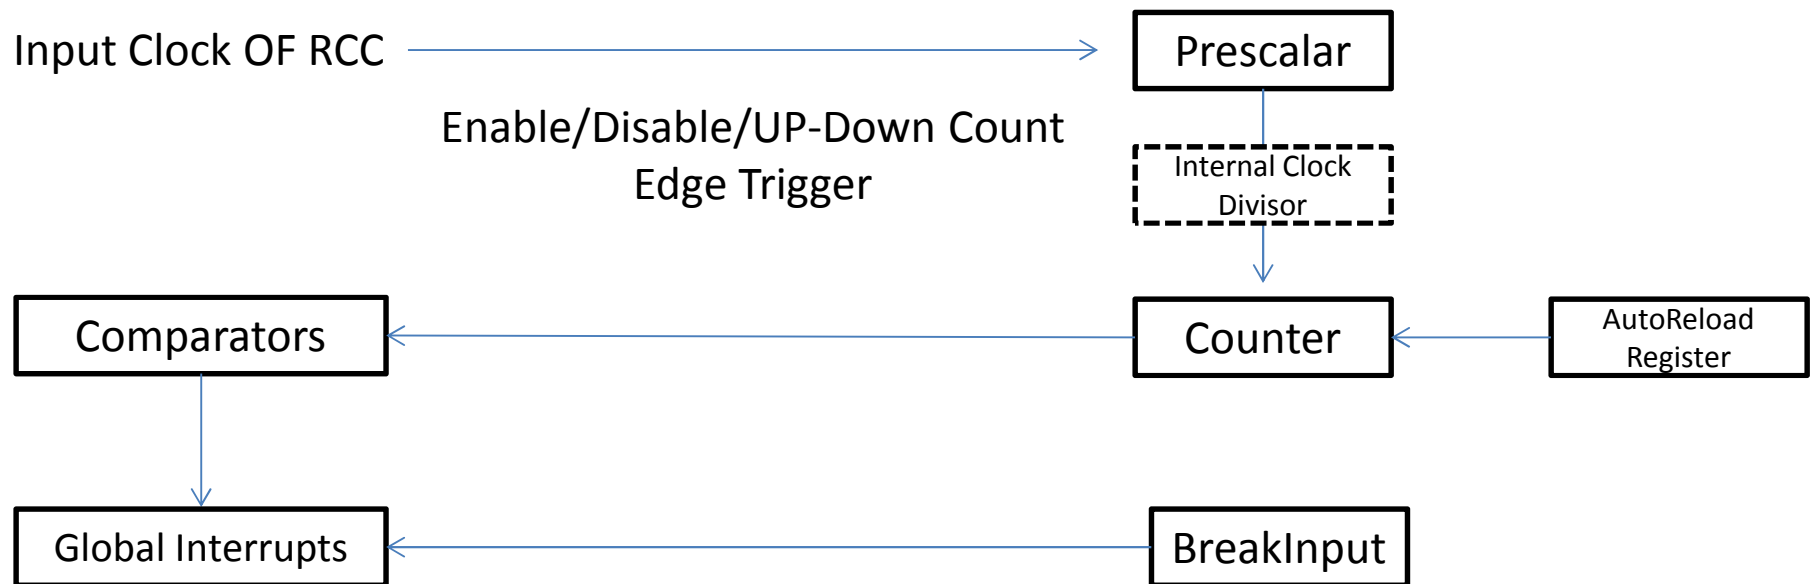 Input Clock OF RCC
Prescalar
Enable/Disable/UP-Down Count
Edge Trigger
Internal Clock
Divisor
Comparators
Counter
AutoReload
Register
Global Interrupts
BreakInput